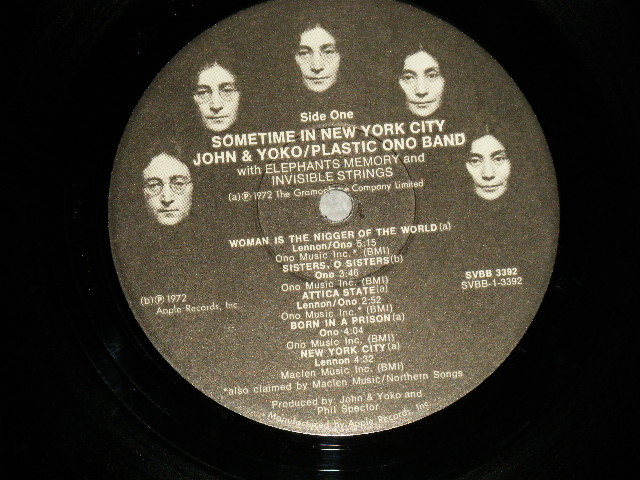 Side One
SOMETIME IN NEW YORK CITY
JOHN & YOKO/PLASTIC ONO BAND
with ELEPHANTS MEMORY and
INVISIBLE STRINGS
(a)Ⓟ1972 The Gramophone Company Limited
WOMAN IS THE NIGGER OF THE WORLD(a)
Lennon/Ono 5:15
Ono Music Inc.* (BMI)
SISTERS, O SISTERS(b)
Ono 3:46
Ono Music Inc. (BMI)
SVBB 3392
SVBB-1-3392
ATTICA STATE(a)
Lennon/Ono 2:52
Ono Music Inc.* (BMI)
(b)Ⓟ 1972
Apple Records, Inc
BORN IN A PRISON(a)
Ono 4:04
Ono Music Inc. (BMI)
NEW YORK CITY(a)
Lennon 4:32
Maclen Music Inc. (BMI)
*also claimed by Maclen Music/Northern Songs
Produced by: John & Yoko and
Phil Spector
Manufactured by Apple Records, Inc